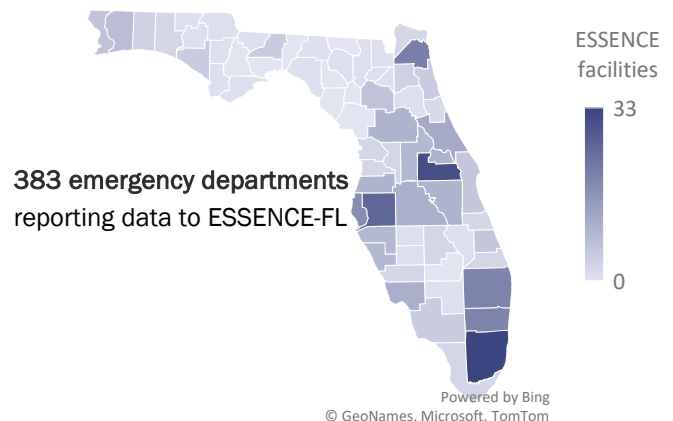 ESSENCE
facilities
33
383 emergency departments
reporting data to ESSENCE-FL
0
Powered by Bing
© GeoNames, Microsoft, TomTom